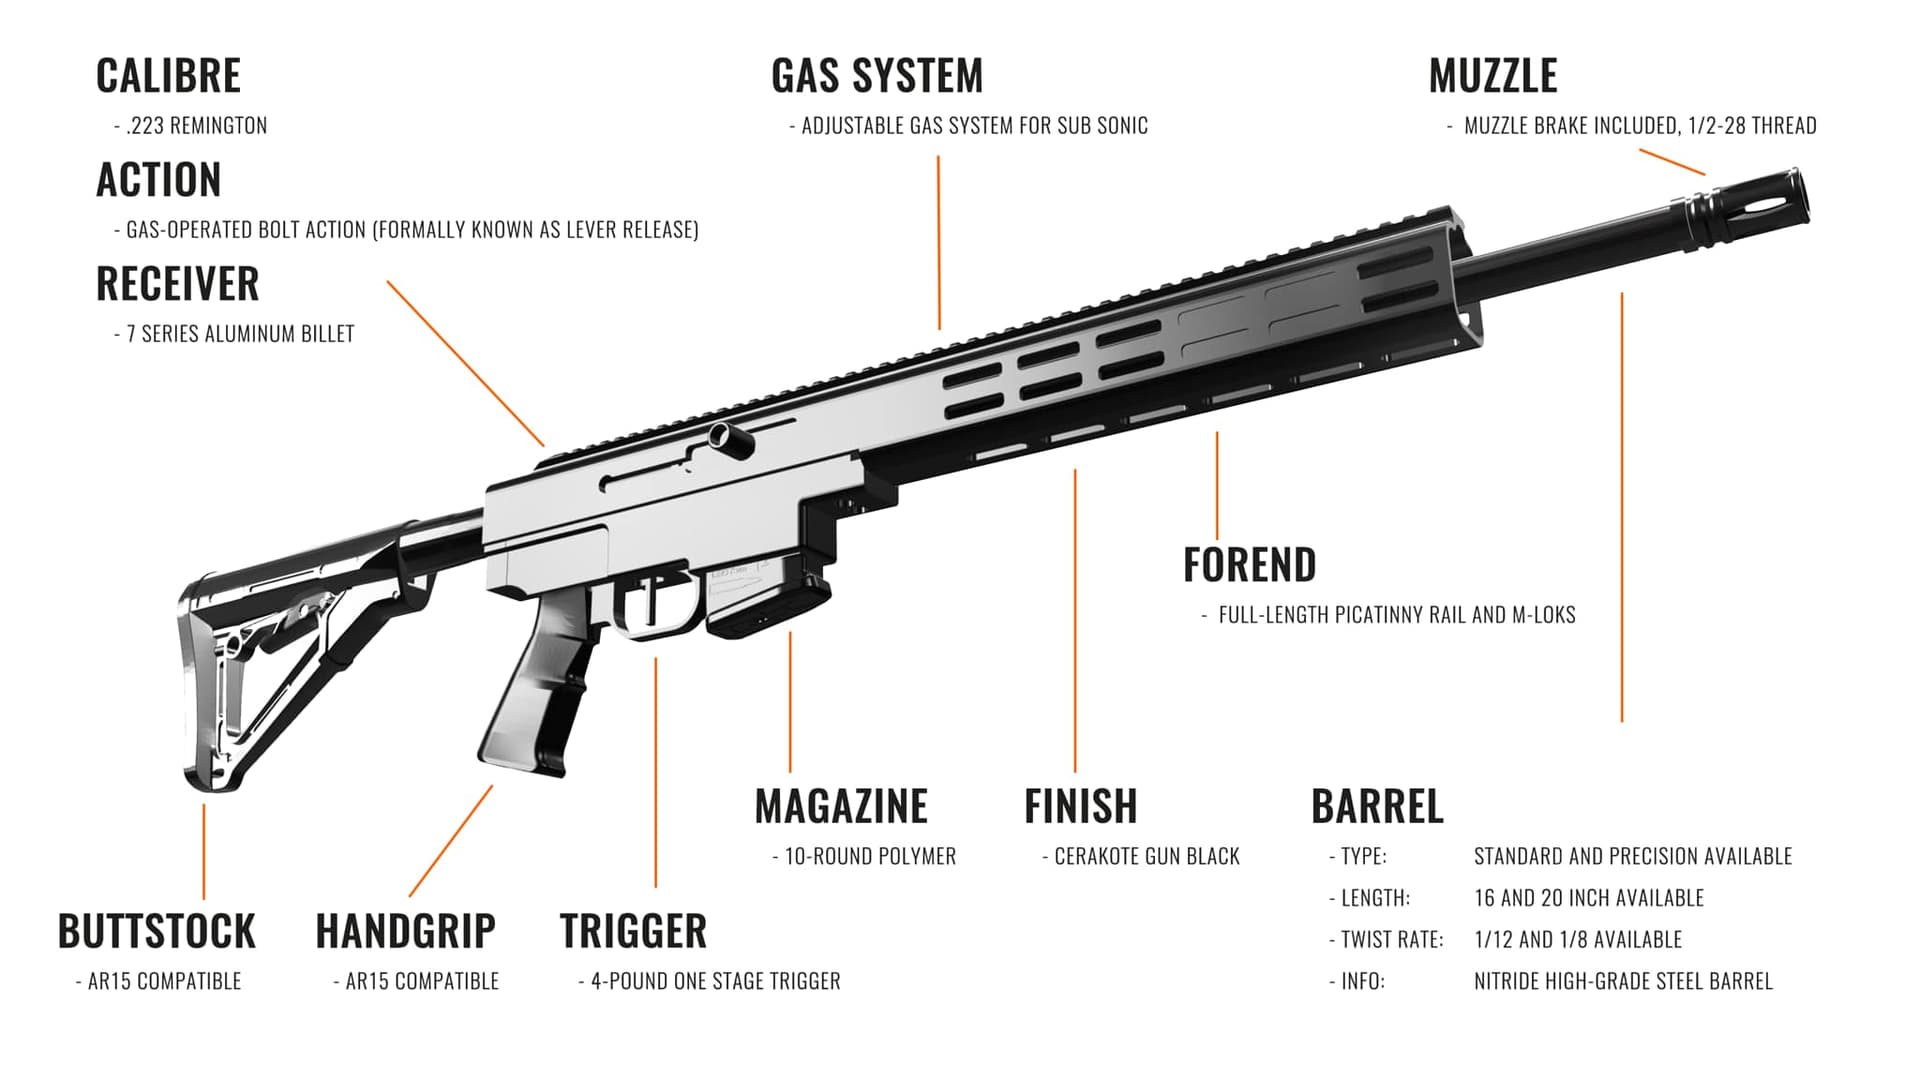 CALIBRE
- .223 REMINGTON
ACTION
- GAS-OPERATED BOLT ACTION (FORMALLY KNOWN AS LEVER RELEASE)
RECEIVER
- 7 SERIES ALUMINUM BILLET
GAS SYSTEM
- ADJUSTABLE GAS SYSTEM FOR SUB SONIC
MUZZLE
- MUZZLE BRAKE INCLUDED, 1/2-28 THREAD
FOREND
- FULL-LENGTH PICATINNY RAIL AND M-LOKS
MAGAZINE
- 10-ROUND POLYMER
FINISH
- CERAKOTE GUN BLACK
BARREL
- TYPE: STANDARD AND PRECISION AVAILABLE
- LENGTH: 16 AND 20 INCH AVAILABLE
- TWIST RATE: 1/12 AND 1/8 AVAILABLE
- INFO: NITRIDE HIGH-GRADE STEEL BARREL
BUTTSTOCK
- AR15 COMPATIBLE
HANDGRIP
- AR15 COMPATIBLE
TRIGGER
- 4-POUND ONE STAGE TRIGGER